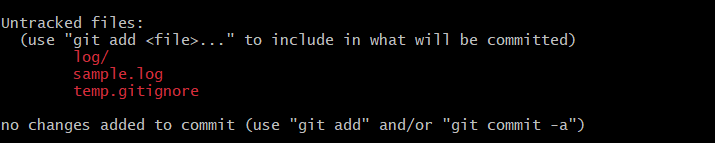 Untracked files:
(use "git add <file>..." to include in what will be committed)
log/
sample.log
temp.gitignore
no changes added to commit (use "git add" and/or "git commit -a")